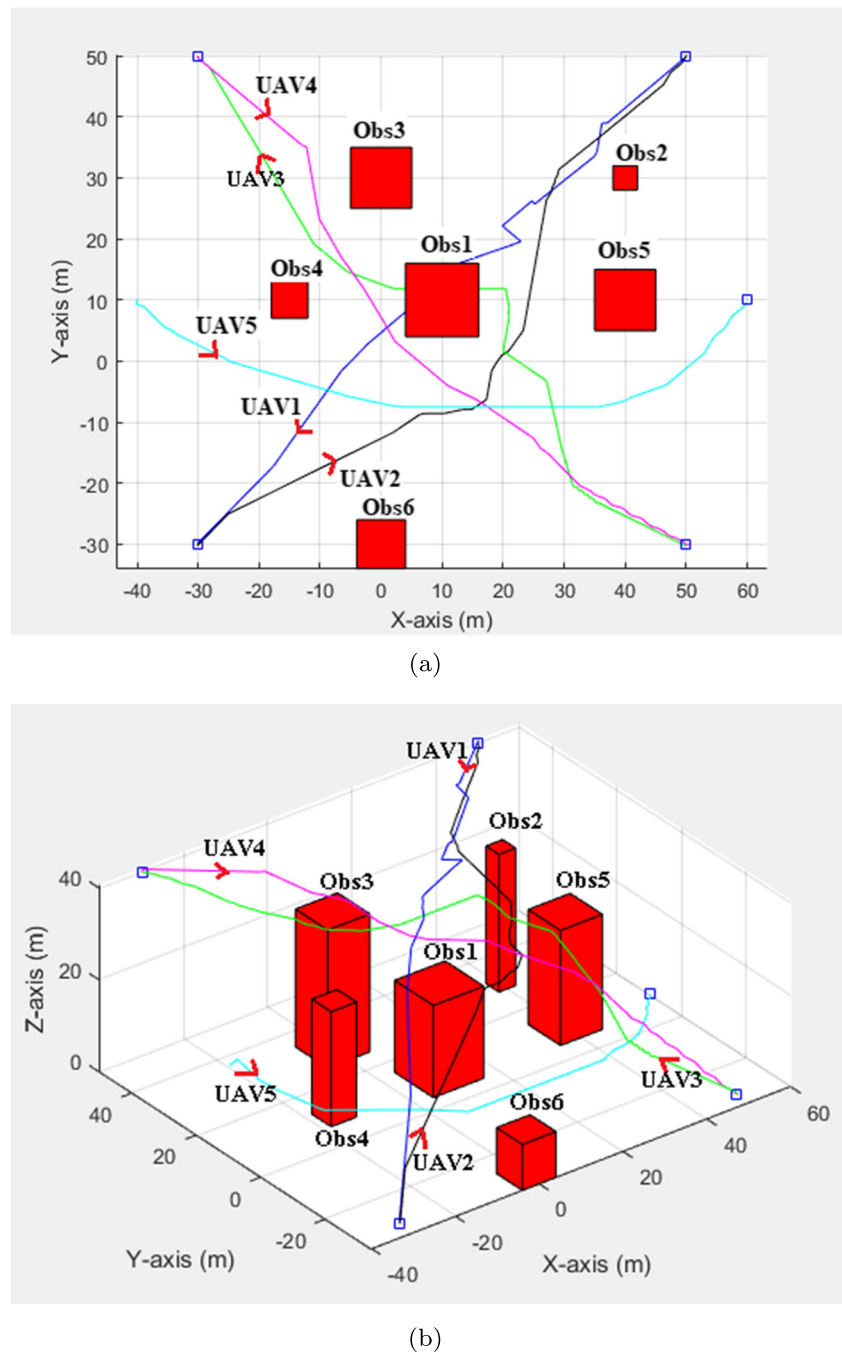 50
40
30
20
10
0
-10
-20
-30
Y-axis (m)
UAV4
UAV3
Obs3
Obs2
Obs1
Obs5
Obs4
UAV5
UAV1
UAV2
Obs6
-40 -30 -20 -10 0 10 20 30 40 50 60
X-axis (m)
(a)
UAV1
Obs2
UAV4
Obs3
Obs5
40
Obs1
20
Z-axis (m)
0
UAV5
UAV3
Obs4
Obs6
UAV2
40
20
0
-20
Y-axis (m)
60
40
20
0
-20
-40
X-axis (m)
(b)